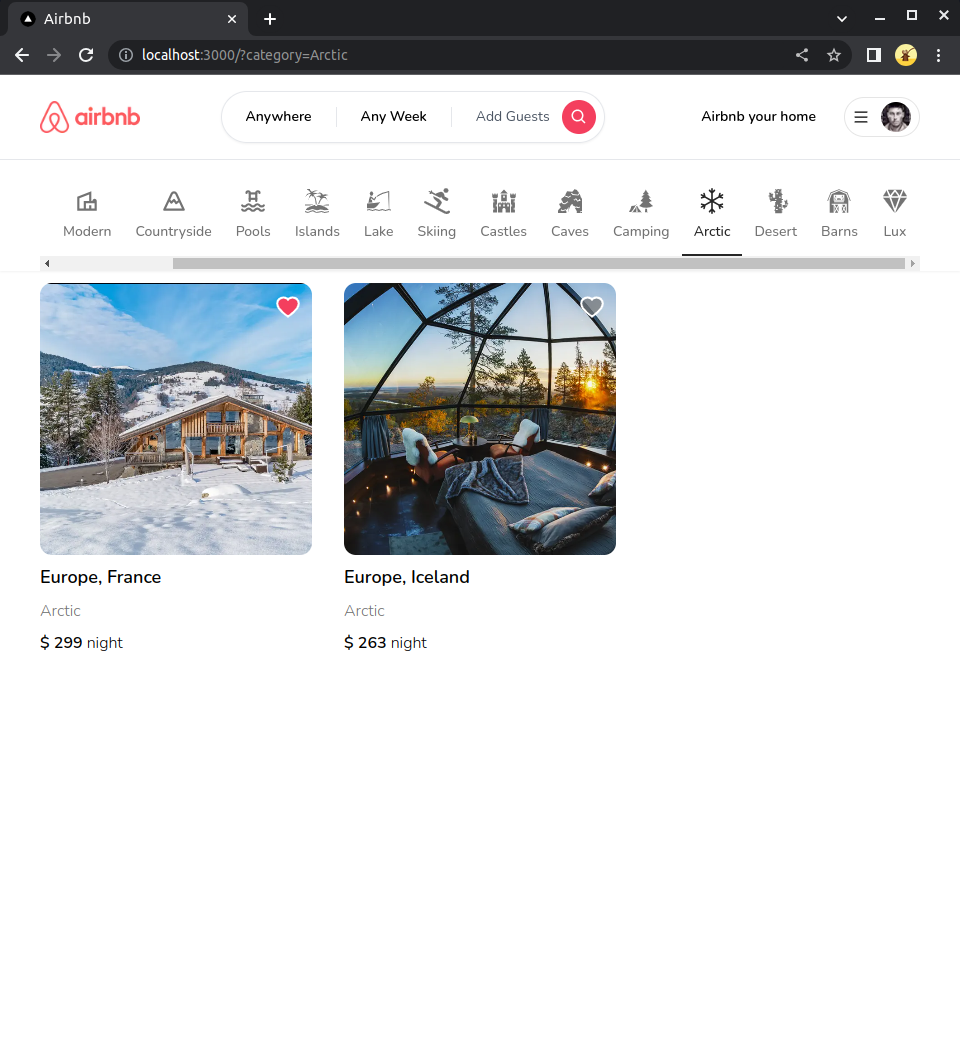 Airbnb
localhost:3000/?category=Arctic
airbnb
Anywhere
Any Week
Add Guests
Airbnb your home
Modern
Countryside
Pools
Islands
Lake
Skiing
Castles
Caves
Camping
Arctic
Desert
Barns
Lux
Europe, France
Arctic
$ 299 night
Europe, Iceland
Arctic
$ 263 night